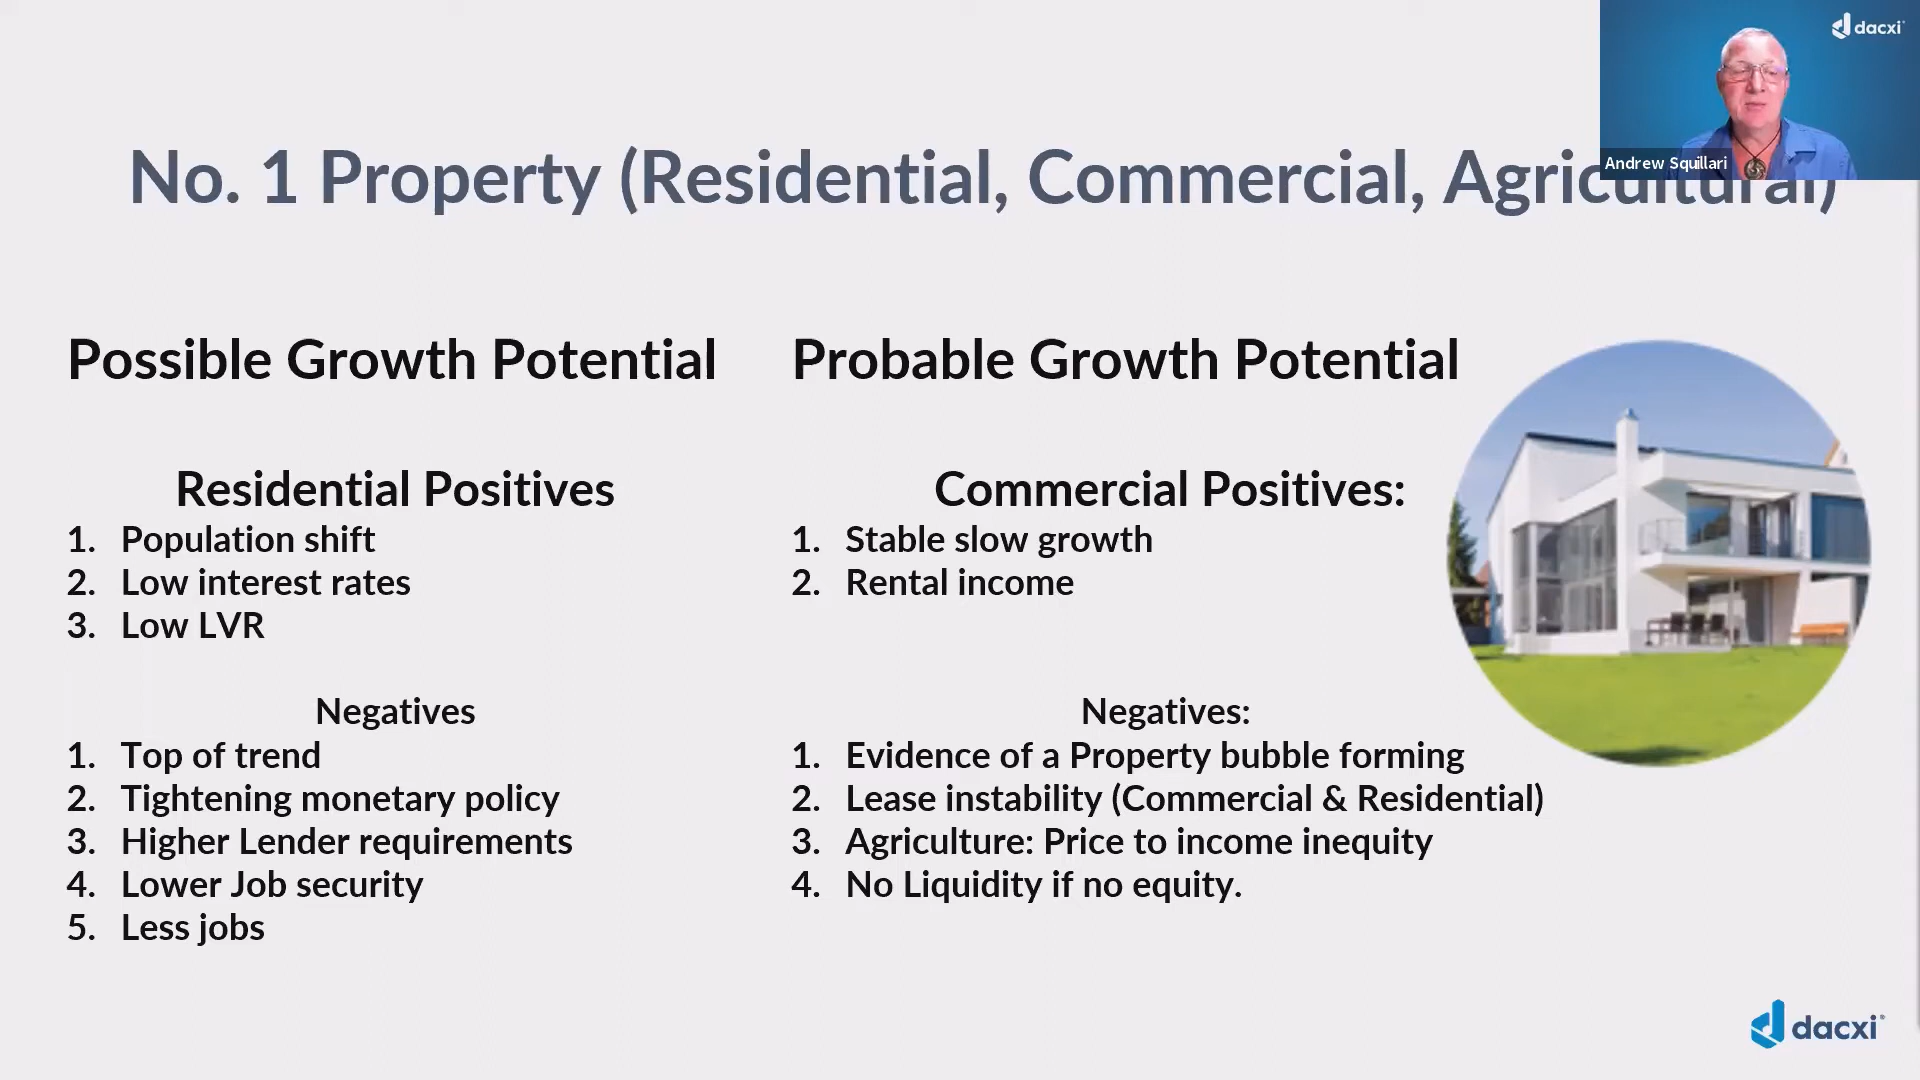 dacxi
Andrew Squillari
No. 1 Property (Residential, Commercial, Agricultural)
Possible Growth Potential
Residential Positives
1. Population shift
2. Low interest rates
3. Low LVR
Negatives
1. Top of trend
2. Tightening monetary policy
3. Higher Lender requirements
4. Lower Job security
5. Less jobs
Probable Growth Potential
Commercial Positives:
1. Stable slow growth
2. Rental income
Negatives:
1. Evidence of a Property bubble forming
2. Lease instability (Commercial & Residential)
3. Agriculture: Price to income inequity
4. No Liquidity if no equity.
dacxi